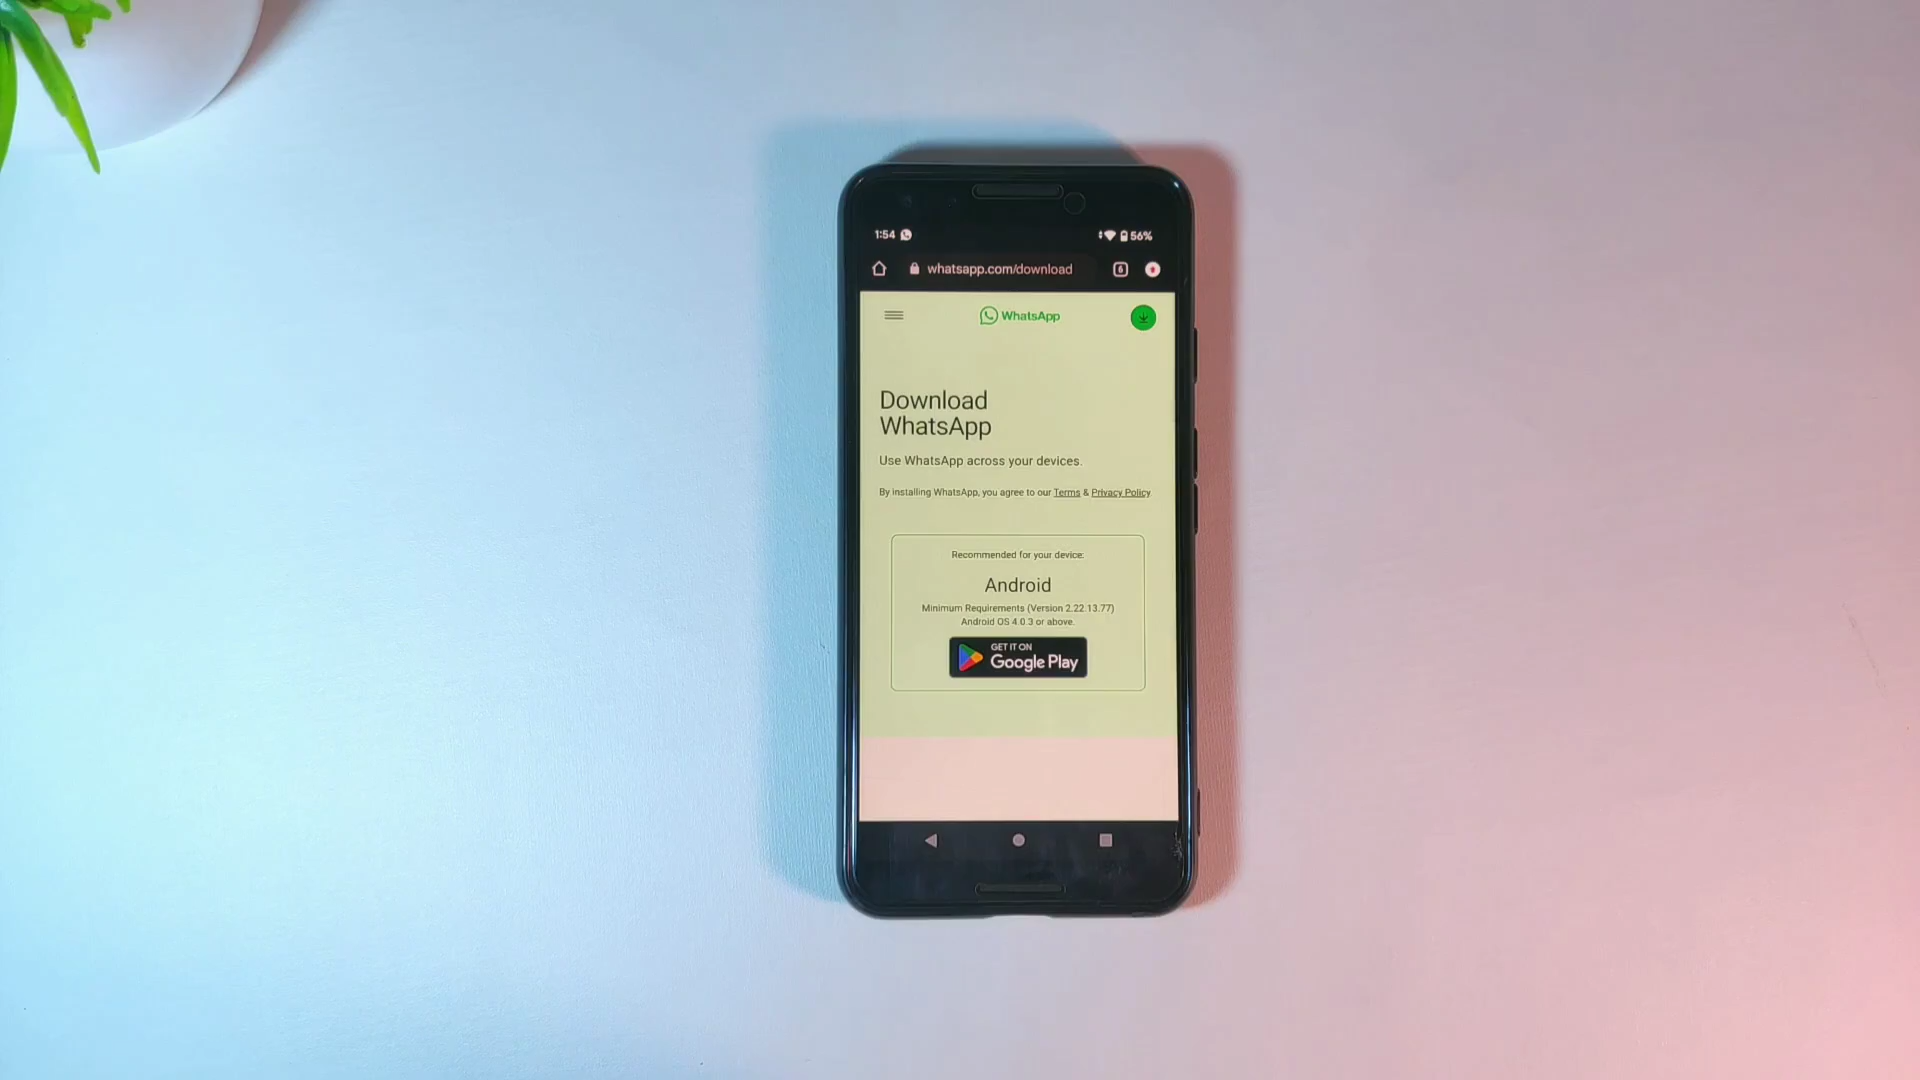 1:54 56%
whatsapp.com/download 6
WhatsApp
Download
WhatsApp
Use WhatsApp across your devices.
By installing WhatsApp, you agree to our Terms & Privacy Policy
Recommended for your device:
Android
Minimum Requirements (Version 2.22.13.77)
Android OS 4.0.3 or above.
GET IT ON
Google Play